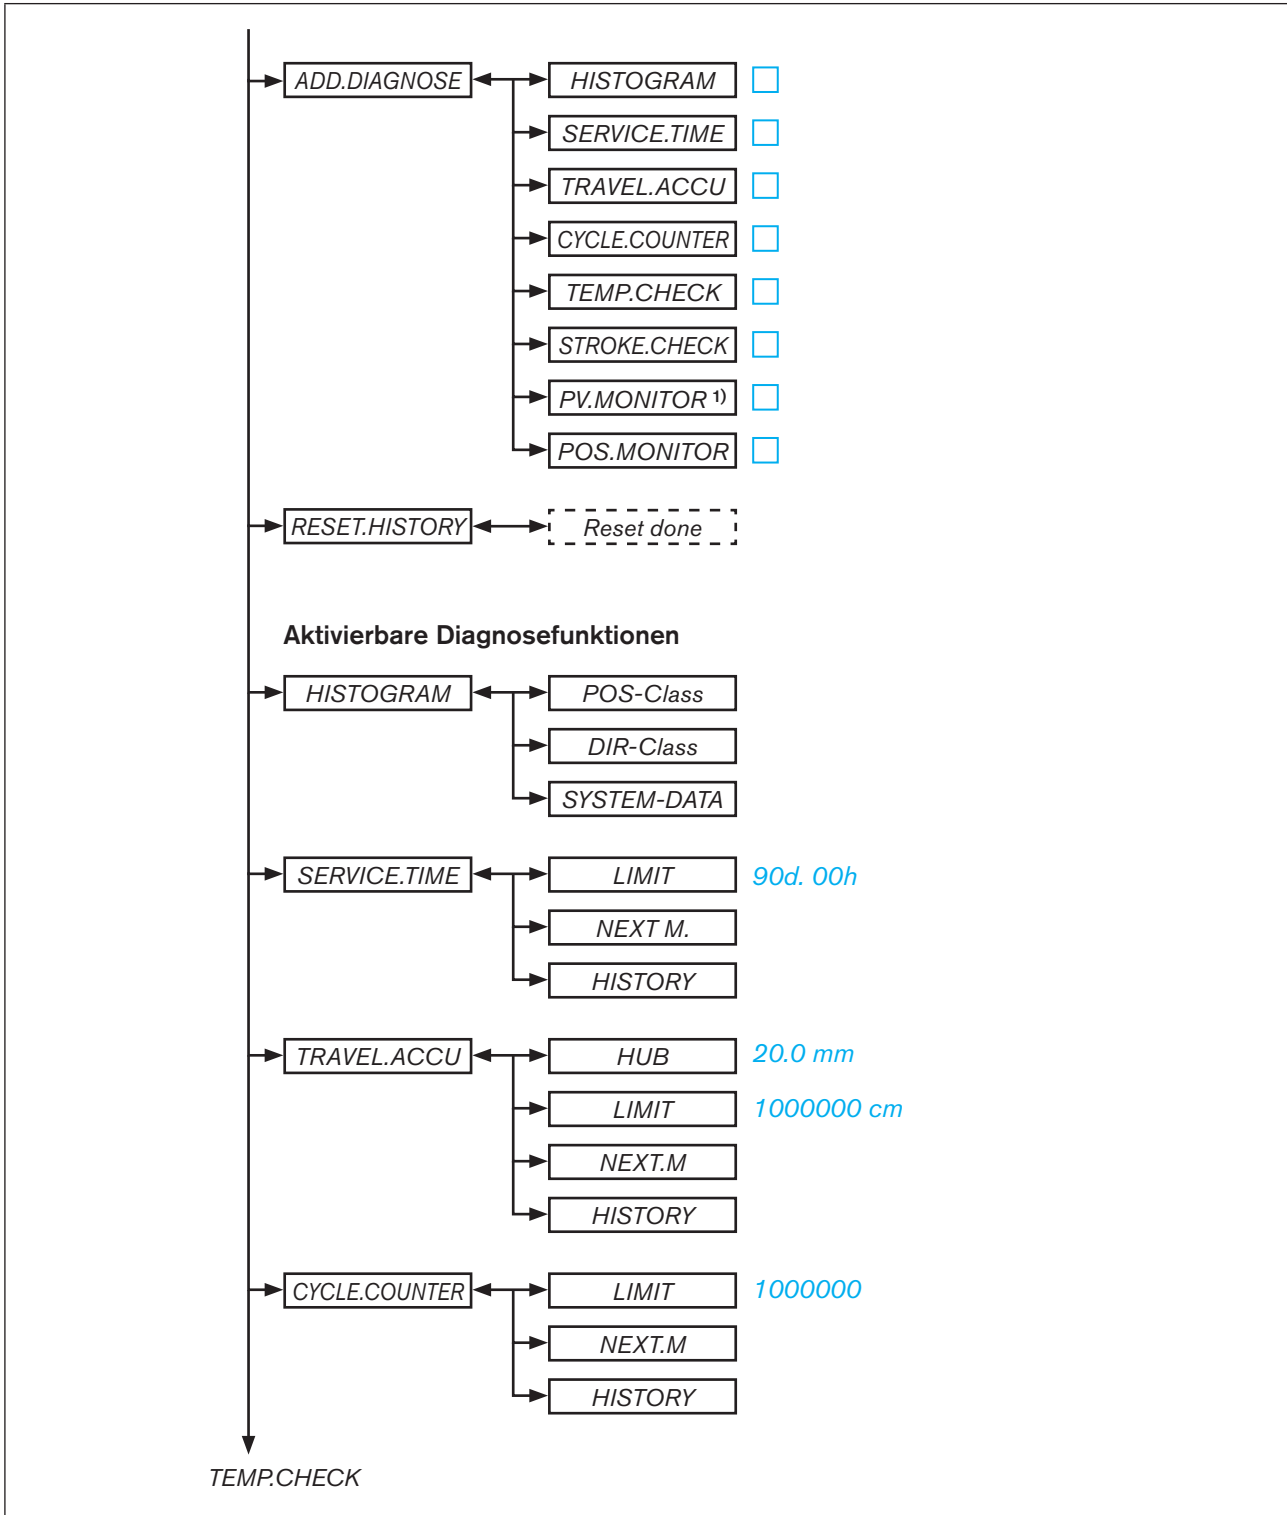 ADD.DIAGNOSE HISTOGRAM
SERVICE.TIME
TRAVEL.ACCU
CYCLE.COUNTER
TEMP.CHECK
STROKE.CHECK
PV.MONITOR 1)
POS.MONITOR
RESET.HISTORY Reset done
Aktivierbare Diagnosefunktionen
HISTOGRAM POS-Class
DIR-Class
SYSTEM-DATA
SERVICE.TIME LIMIT 90d. 00h
NEXT M.
HISTORY
TRAVEL.ACCU HUB 20.0 mm
LIMIT 1000000 cm
NEXT.M
HISTORY
CYCLE.COUNTER LIMIT 1000000
NEXT.M
HISTORY
TEMP.CHECK